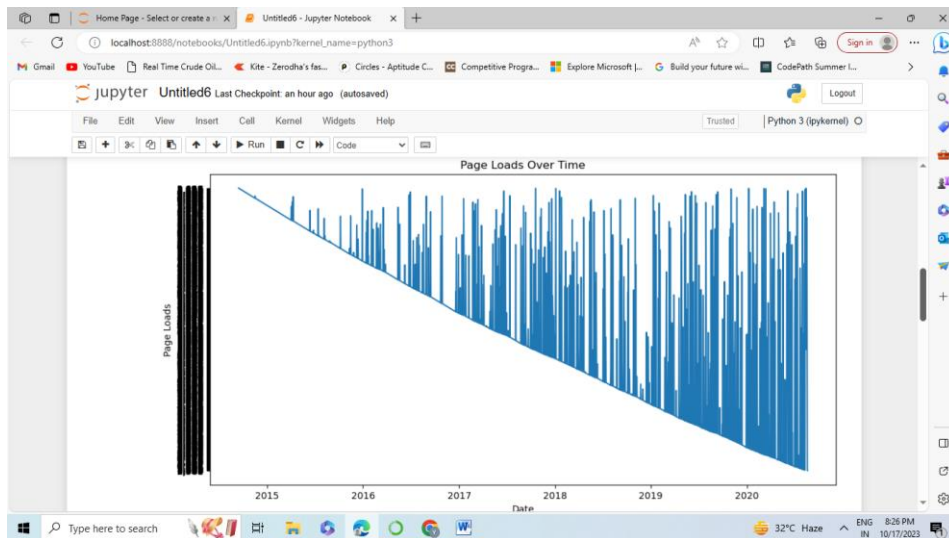 Home Page - Select or create a n
Untitled6 - Jupyter Notebook
localhost:8888/notebooks/Untitled6.ipynb?kernel_name=python3
Sign in
Gmail
YouTube
Real Time Crude Oil...
Kite - Zerodha's fas...
Circles - Aptitude C...
Competitive Progra...
Explore Microsoft |...
Build your future wi...
CodePath Summer I...
jupyter Untitled6 Last Checkpoint: an hour ago (autosaved)
Logout
File Edit View Insert Cell Kernel Widgets Help
Trusted
Python 3 (ipykernel)
Run
Code
Page Loads Over Time
Page Loads
2015 2016 2017 2018 2019 2020
Date
Type here to search
32°C Haze
ENG
IN
8:26 PM
10/17/2023